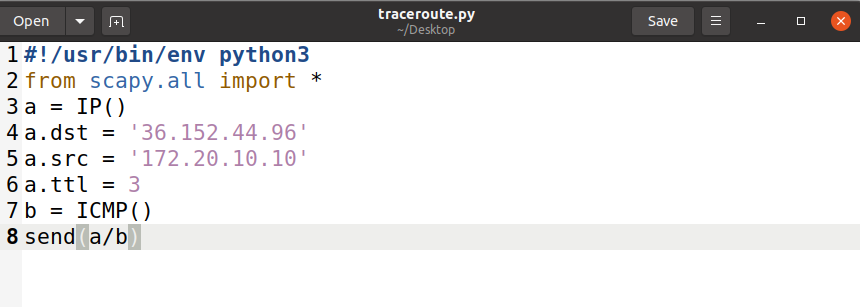 Open traceroute.py Save
~/Desktop
1 #!/usr/bin/env python3
2 from scapy.all import *
3 a = IP()
4 a.dst = '36.152.44.96'
5 a.src = '172.20.10.10'
6 a.ttl = 3
7 b = ICMP()
8 send(a/b)